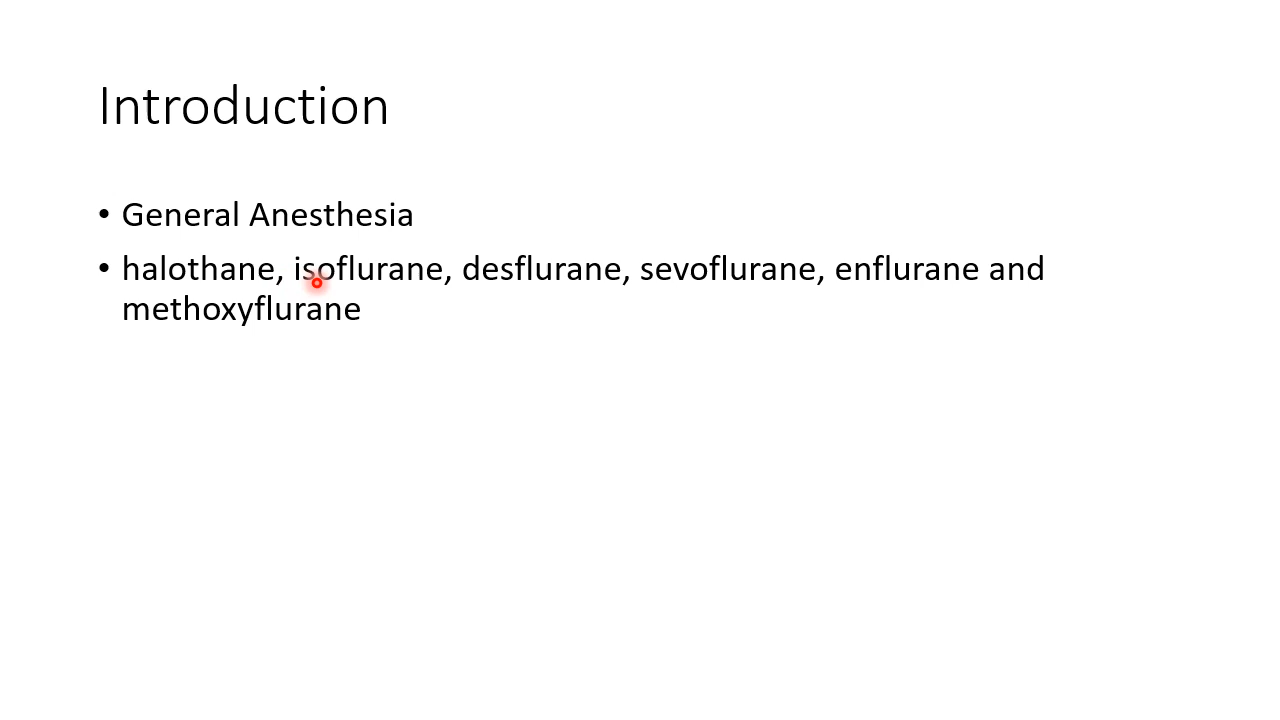 Introduction
• General Anesthesia
• halothane, isoflurane, desflurane, sevoflurane, enflurane and
methoxyflurane